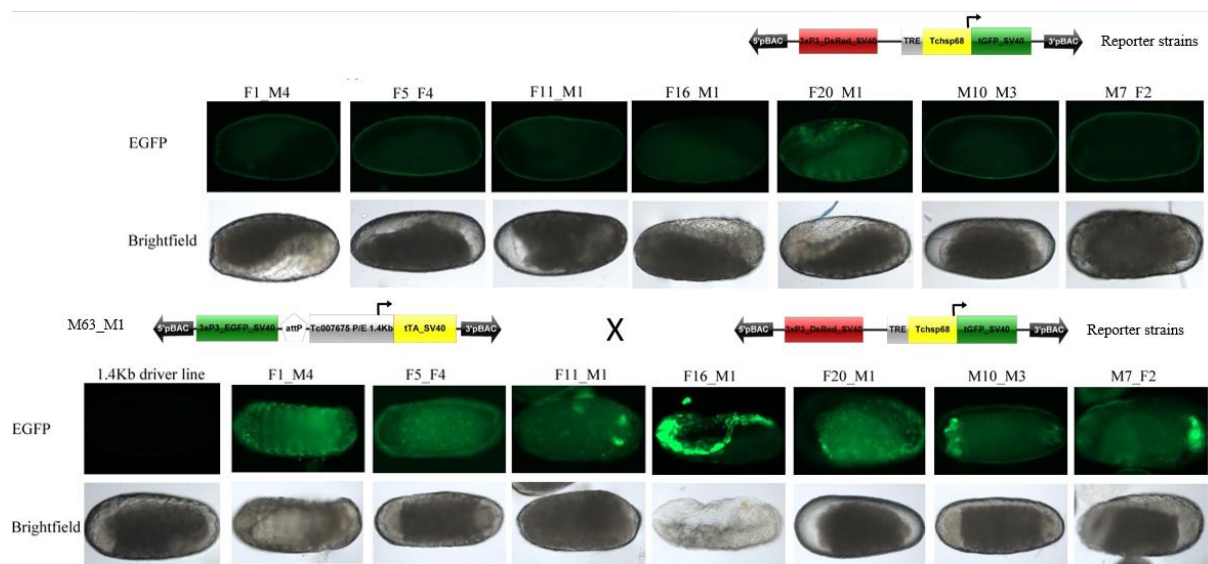 5'pBAC 3xP3_DsRed_SV40 TRE Tchsp68 tGFP_SV40 3'pBAC Reporter strains
F1_M4 F5_F4 F11_M1 F16_M1 F20_M1 M10_M3 M7_F2
EGFP
Brightfield
M63_M1 5'pBAC 3xP3_EGFP_SV40 attP Tc007675 P/E 1.4Kb tTA_SV40 3'pBAC X 5'pBAC 3xP3_DsRed_SV40 TRE Tchsp68 tGFP_SV40 3'pBAC Reporter strains
1.4Kb driver line F1_M4 F5_F4 F11_M1 F16_M1 F20_M1 M10_M3 M7_F2
EGFP
Brightfield